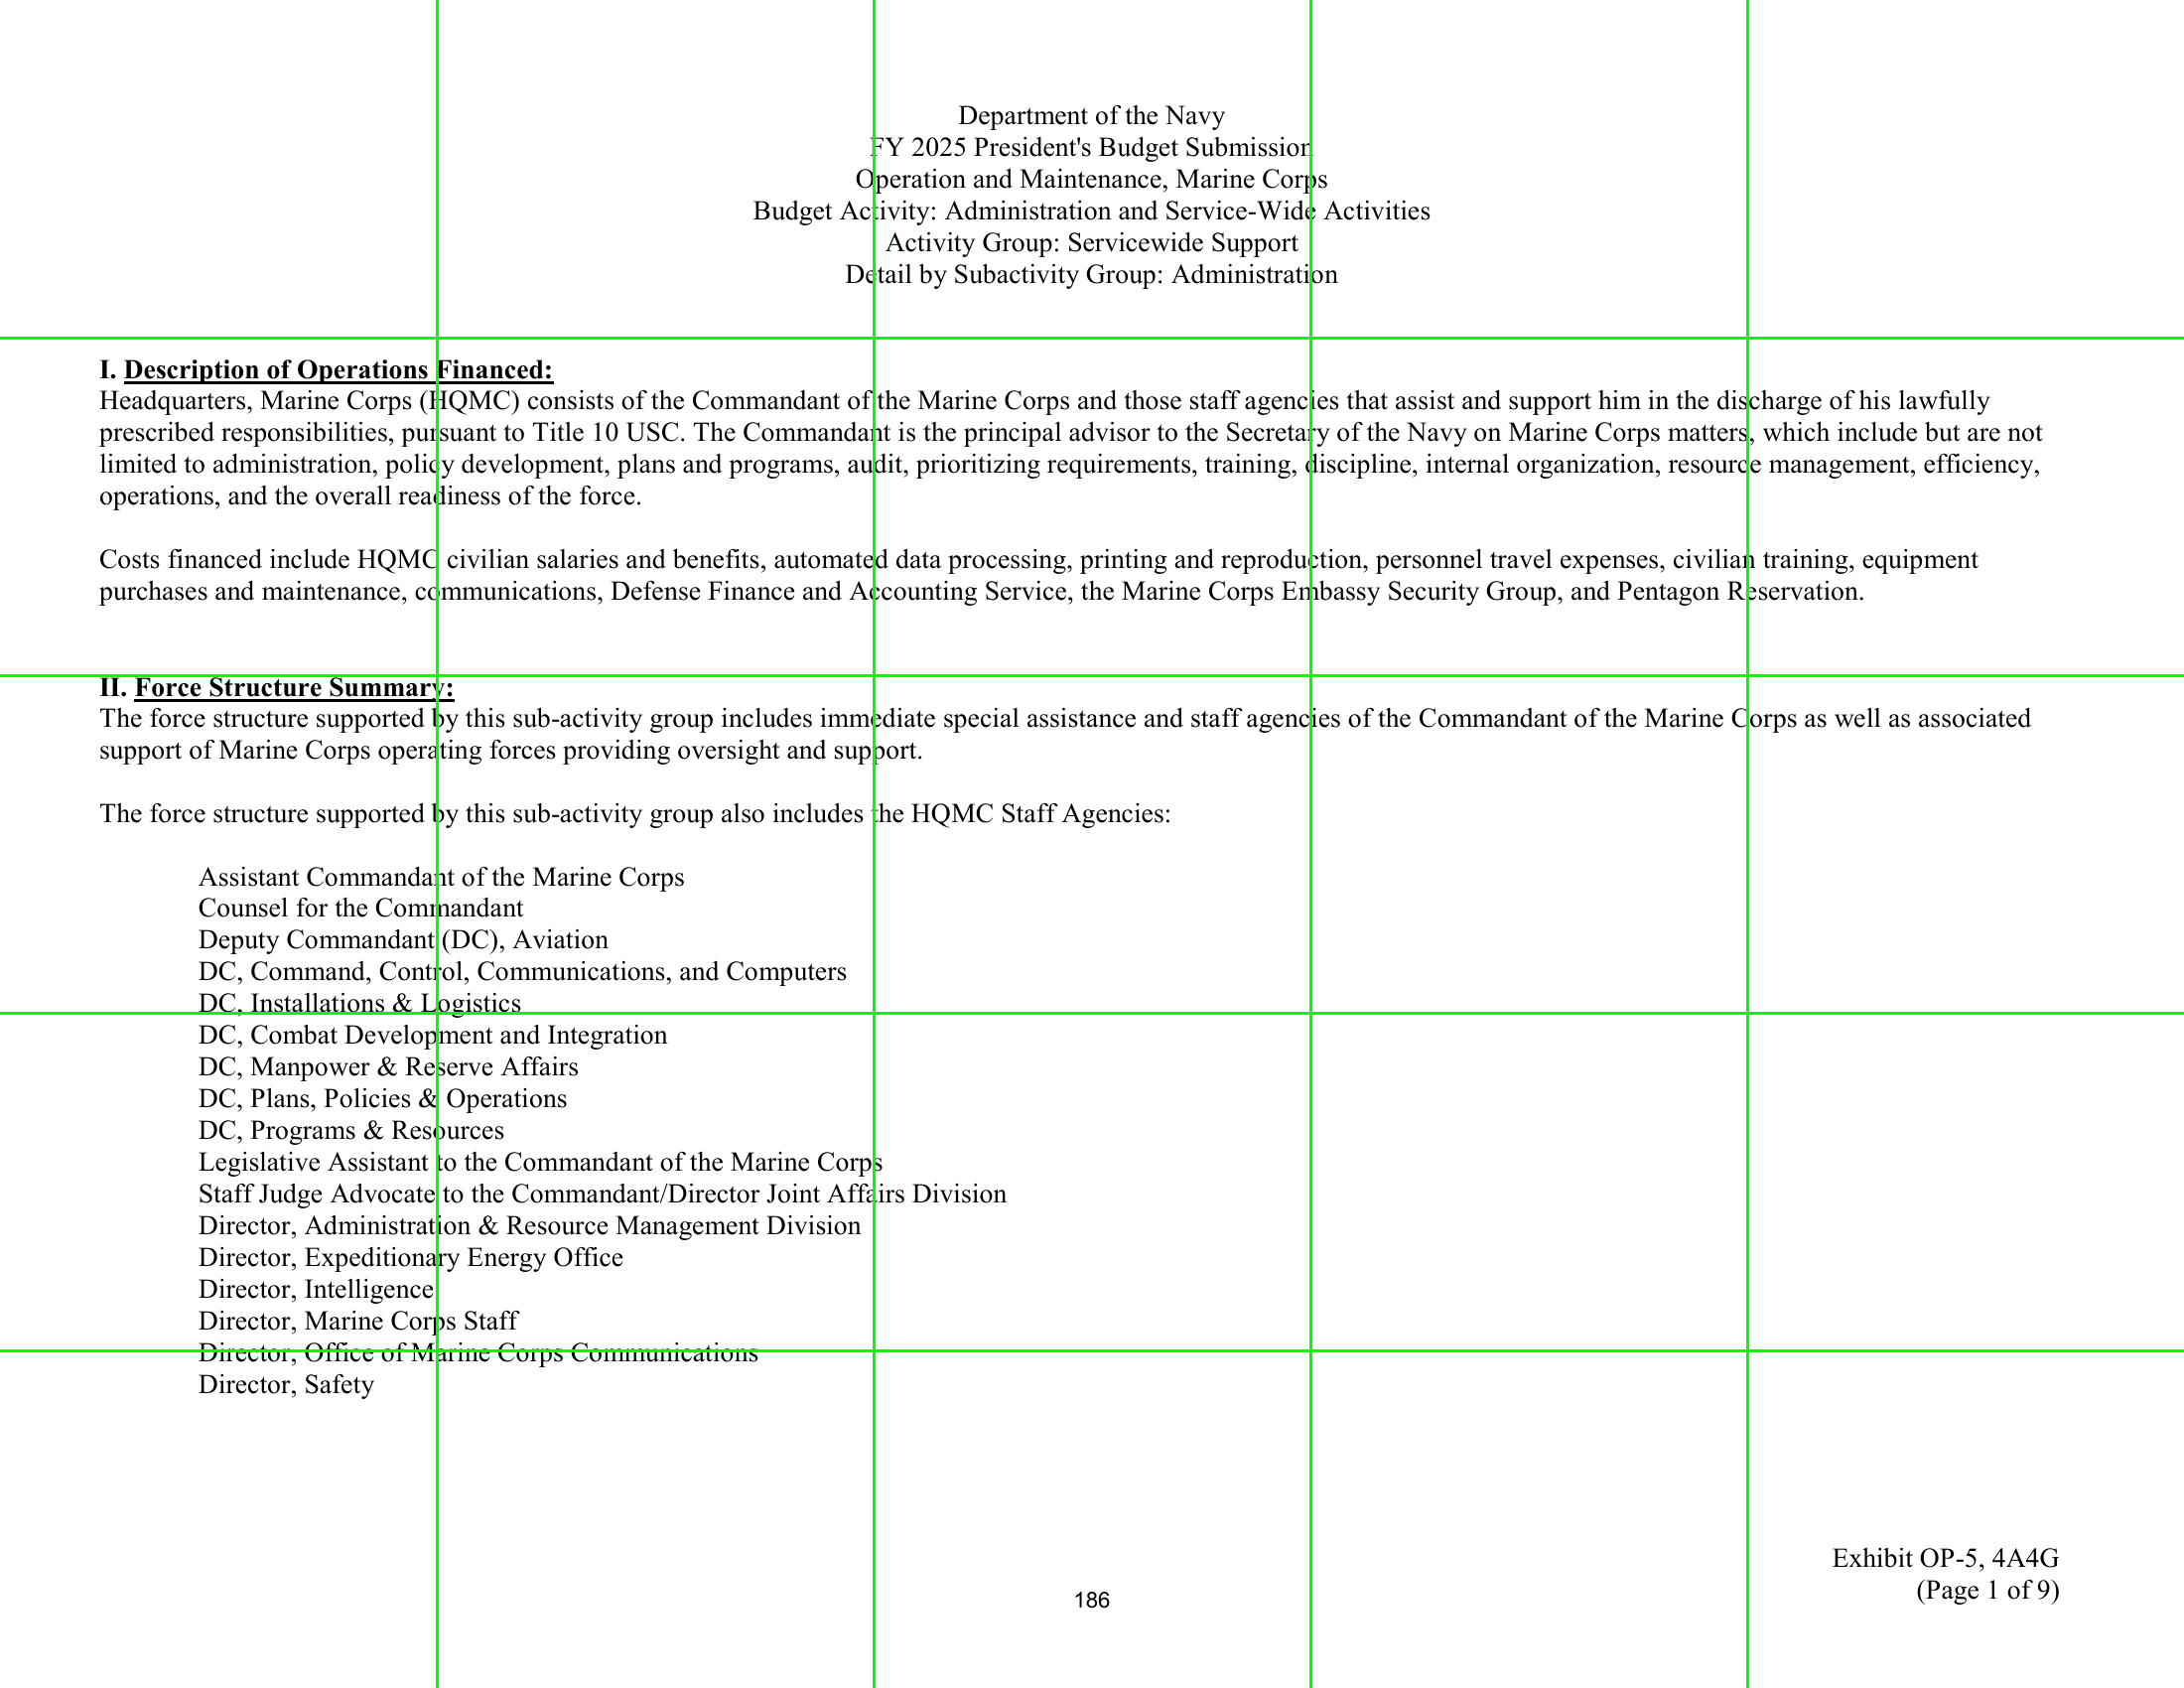 Department of the Navy
FY 2025 President's Budget Submission
Operation and Maintenance, Marine Corps
Budget Activity: Administration and Service-Wide Activities
Activity Group: Servicewide Support
Detail by Subactivity Group: Administration
I. Description of Operations Financed:
Headquarters, Marine Corps (HQMC) consists of the Commandant of the Marine Corps and those staff agencies that assist and support him in the discharge of his lawfully
prescribed responsibilities, pursuant to Title 10 USC. The Commandant is the principal advisor to the Secretary of the Navy on Marine Corps matters, which include but are not
limited to administration, policy development, plans and programs, audit, prioritizing requirements, training, discipline, internal organization, resource management, efficiency,
operations, and the overall readiness of the force.
Costs financed include HQMC civilian salaries and benefits, automated data processing, printing and reproduction, personnel travel expenses, civilian training, equipment
purchases and maintenance, communications, Defense Finance and Accounting Service, the Marine Corps Embassy Security Group, and Pentagon Reservation.
II. Force Structure Summary:
The force structure supported by this sub-activity group includes immediate special assistance and staff agencies of the Commandant of the Marine Corps as well as associated
support of Marine Corps operating forces providing oversight and support.
The force structure supported by this sub-activity group also includes the HQMC Staff Agencies:
Assistant Commandant of the Marine Corps
Counsel for the Commandant
Deputy Commandant (DC), Aviation
DC, Command, Control, Communications, and Computers
DC, Installations & Logistics
DC, Combat Development and Integration
DC, Manpower & Reserve Affairs
DC, Plans, Policies & Operations
DC, Programs & Resources
Legislative Assistant to the Commandant of the Marine Corps
Staff Judge Advocate to the Commandant/Director Joint Affairs Division
Director, Administration & Resource Management Division
Director, Expeditionary Energy Office
Director, Intelligence
Director, Marine Corps Staff
Director, Office of Marine Corps Communications
Director, Safety
Exhibit OP-5, 4A4G
(Page 1 of 9)
186